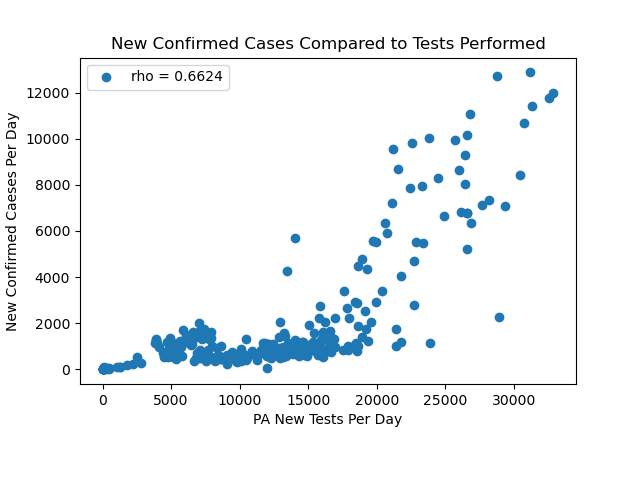 New Confirmed Cases Compared to Tests Performed
rho = 0.6624
12000
10000
8000
6000
4000
2000
0
New Confirmed Caeses Per Day
0 5000 10000 15000 20000 25000 30000
PA New Tests Per Day